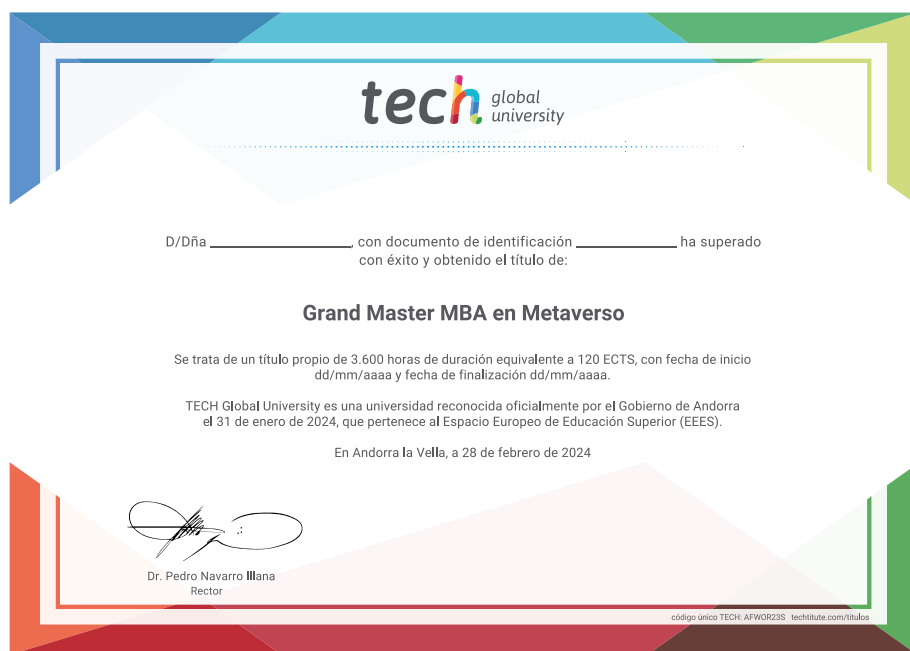 tech global
university
D/Dña ______________, con documento de identificación __________ ha superado
con éxito y obtenido el título de:
Grand Master MBA en Metaverso
Se trata de un título propio de 3.600 horas de duración equivalente a 120 ECTS, con fecha de inicio
dd/mm/aaaa y fecha de finalización dd/mm/aaaa.
TECH Global University es una universidad reconocida oficialmente por el Gobierno de Andorra
el 31 de enero de 2024, que pertenece al Espacio Europeo de Educación Superior (EEES).
En Andorra la Vella, a 28 de febrero de 2024
Dr. Pedro Navarro Illana
Rector
código único TECH: AFWOR23S techtitute.com/titulos